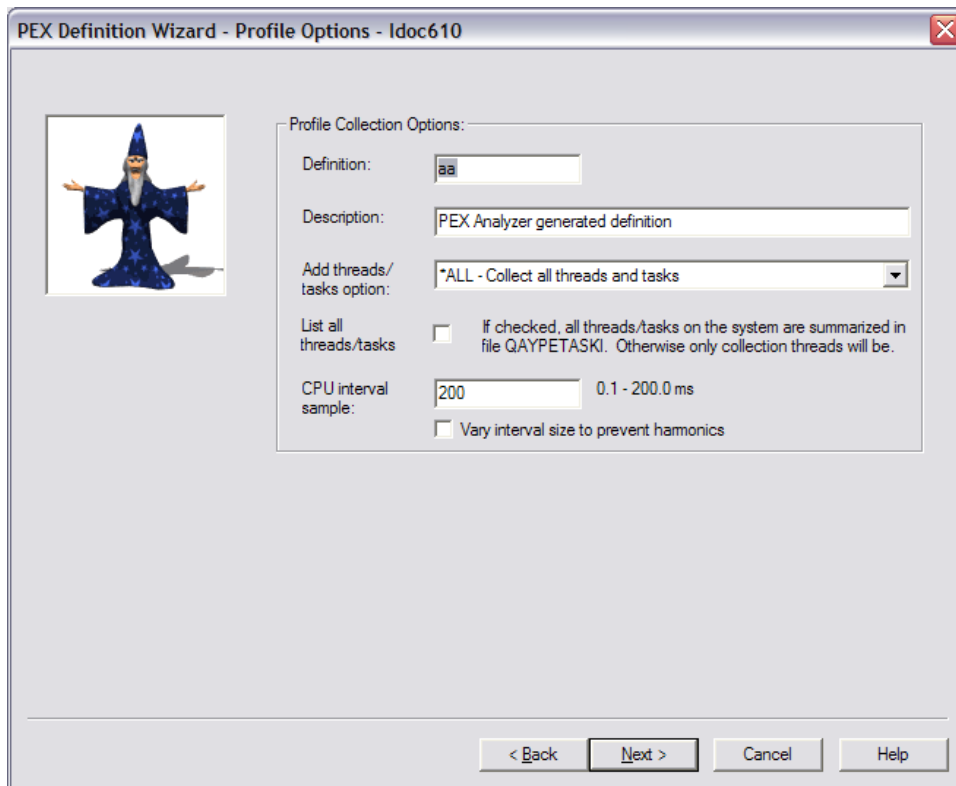 PEX Definition Wizard - Profile Options - Idoc610
Profile Collection Options:
Definition:
aa
Description:
PEX Analyzer generated definition
Add threads/
tasks option:
*ALL - Collect all threads and tasks
List all
threads/tasks
If checked, all threads/tasks on the system are summarized in
file QAYPETASKI.  Otherwise only collection threads will be.
CPU interval
sample:
200
0.1 - 200.0 ms
Vary interval size to prevent harmonics
< Back
Next >
Cancel
Help